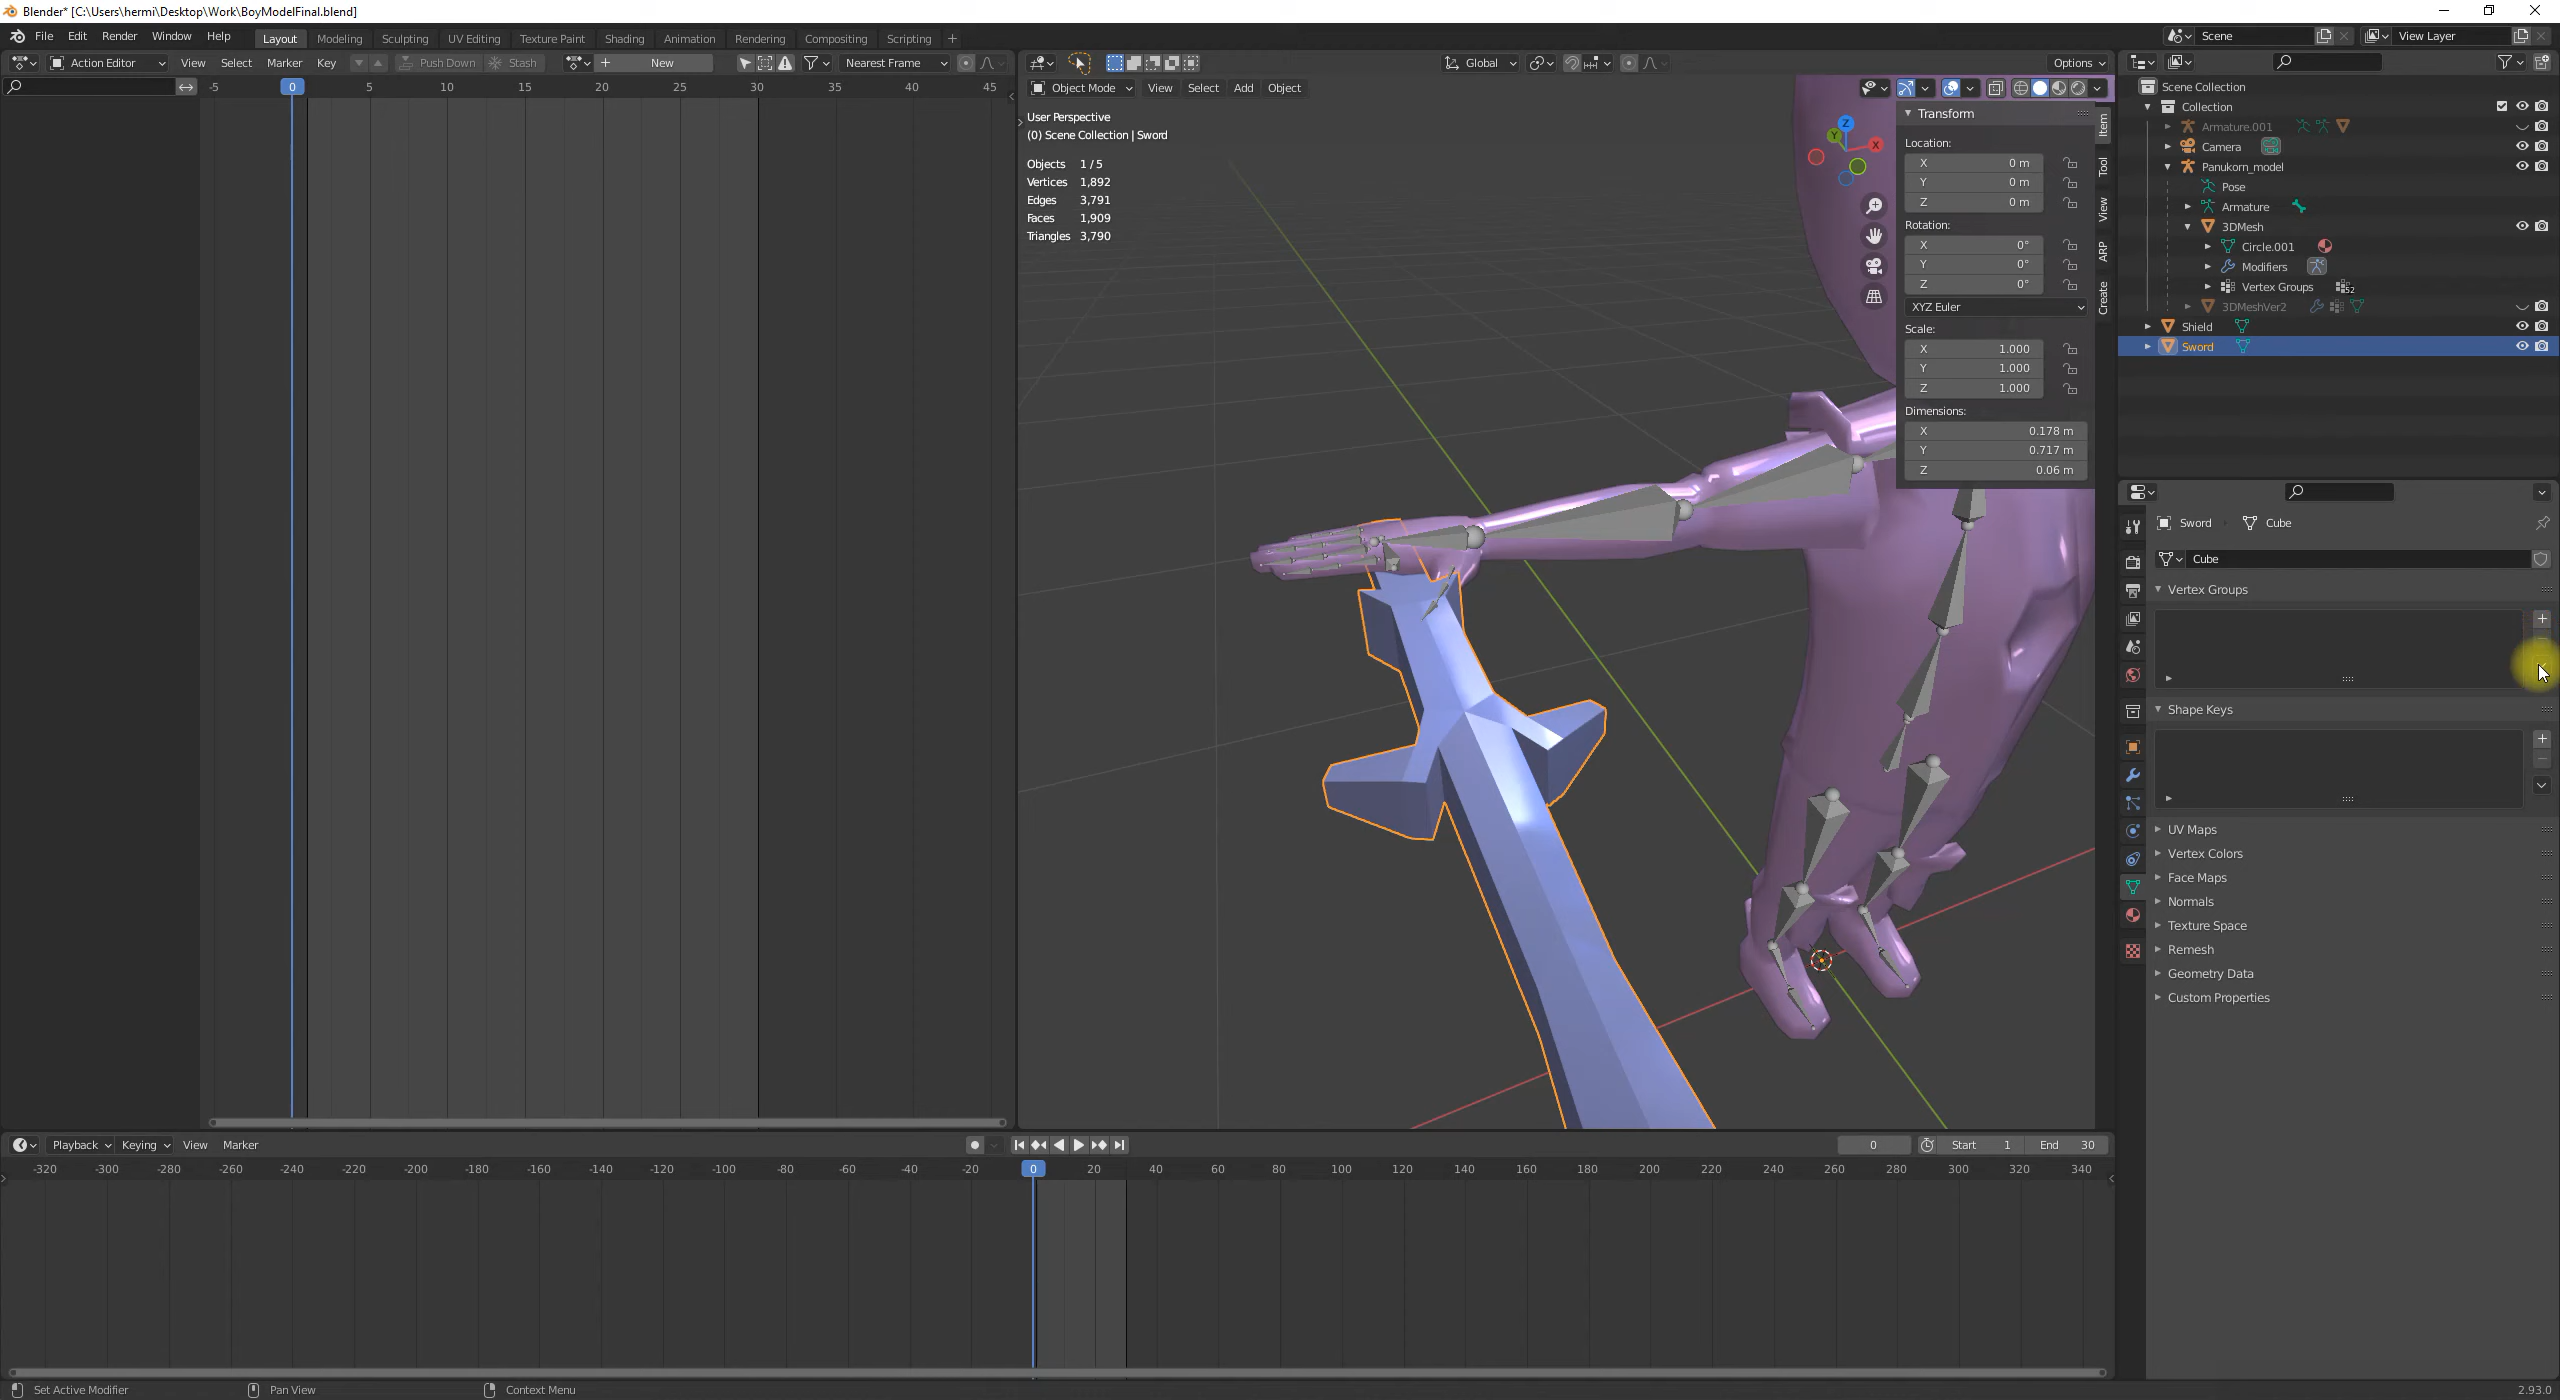 Blender* [C:\Users\hermi\Desktop\Work\BoyModelFinal.blend]
File Edit Render Window Help Layout Modeling Sculpting UV Editing Texture Paint Shading Animation Rendering Compositing Scripting + Scene View Layer
Action Editor View Select Marker Key Push Down Stash + New Nearest Frame
Global Options
-5 0 5 10 15 20 25 30 35 40 45
Object Mode View Select Add Object
User Perspective
(0) Scene Collection | Sword
Objects 1/5
Vertices 1,892
Edges 3,791
Faces 1,909
Triangles 3,790
Z
Y
X
Transform
Location:
X 0 m
Y 0 m
Z 0 m
Rotation:
X 0°
Y 0°
Z 0°
XYZ Euler
Scale:
X 1.000
Y 1.000
Z 1.000
Dimensions:
X 0.178 m
Y 0.717 m
Z 0.06 m
Item
Tool
View
ARP
Create
Scene Collection
Collection
Armature.001
Camera
Panukorn_model
Pose
Armature
3DMesh
Circle.001
Modifiers
Vertex Groups 52
3DMeshVer2
Shield
Sword
Sword Cube
Cube
Vertex Groups
Shape Keys
UV Maps
Vertex Colors
Face Maps
Normals
Texture Space
Remesh
Geometry Data
Custom Properties
Playback Keying View Marker 0 Start 1 End 30
-320 -300 -280 -260 -240 -220 -200 -180 -160 -140 -120 -100 -80 -60 -40 -20 0 20 40 60 80 100 120 140 160 180 200 220 240 260 280 300 320 340
Set Active Modifier Pan View Context Menu 2.93.0